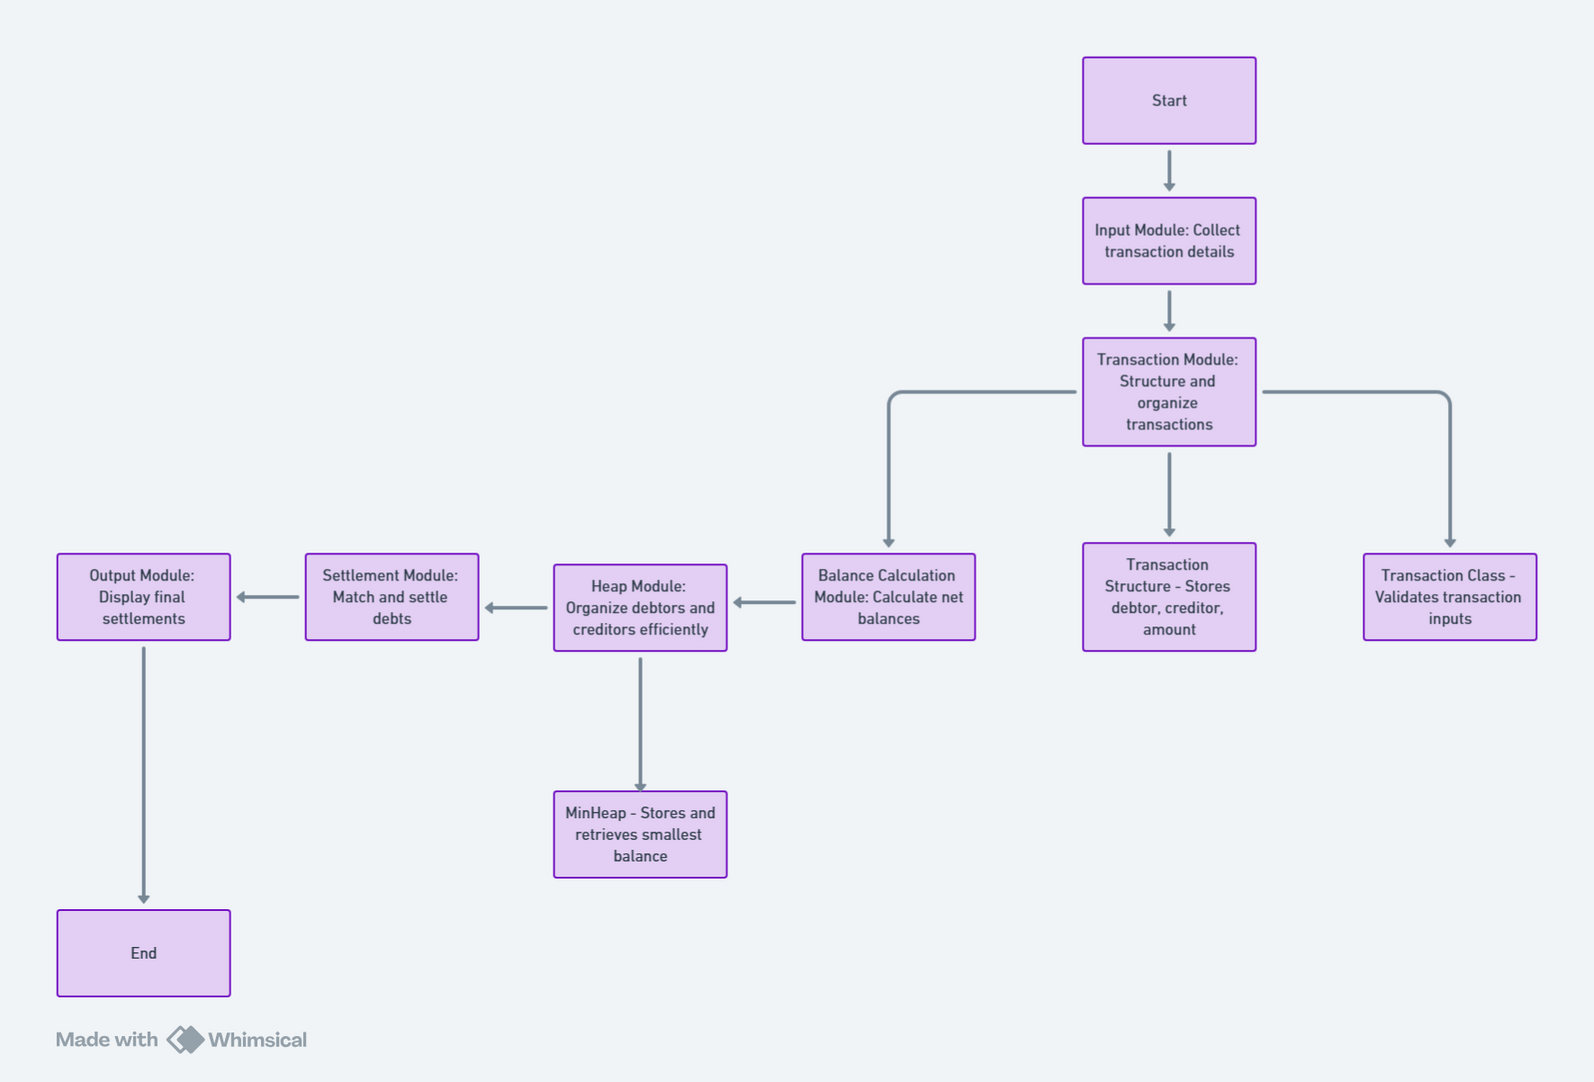 Start
Input Module: Collect
transaction details
Transaction Module:
Structure and
organize
transactions
Output Module:
Display final
settlements
Settlement Module:
Match and settle
debts
Heap Module:
Organize debtors and
creditors efficiently
Balance Calculation
Module: Calculate net
balances
Transaction
Structure - Stores
debtor, creditor,
amount
Transaction Class -
Validates transaction
inputs
MinHeap - Stores and
retrieves smallest
balance
End
Made with Whimsical